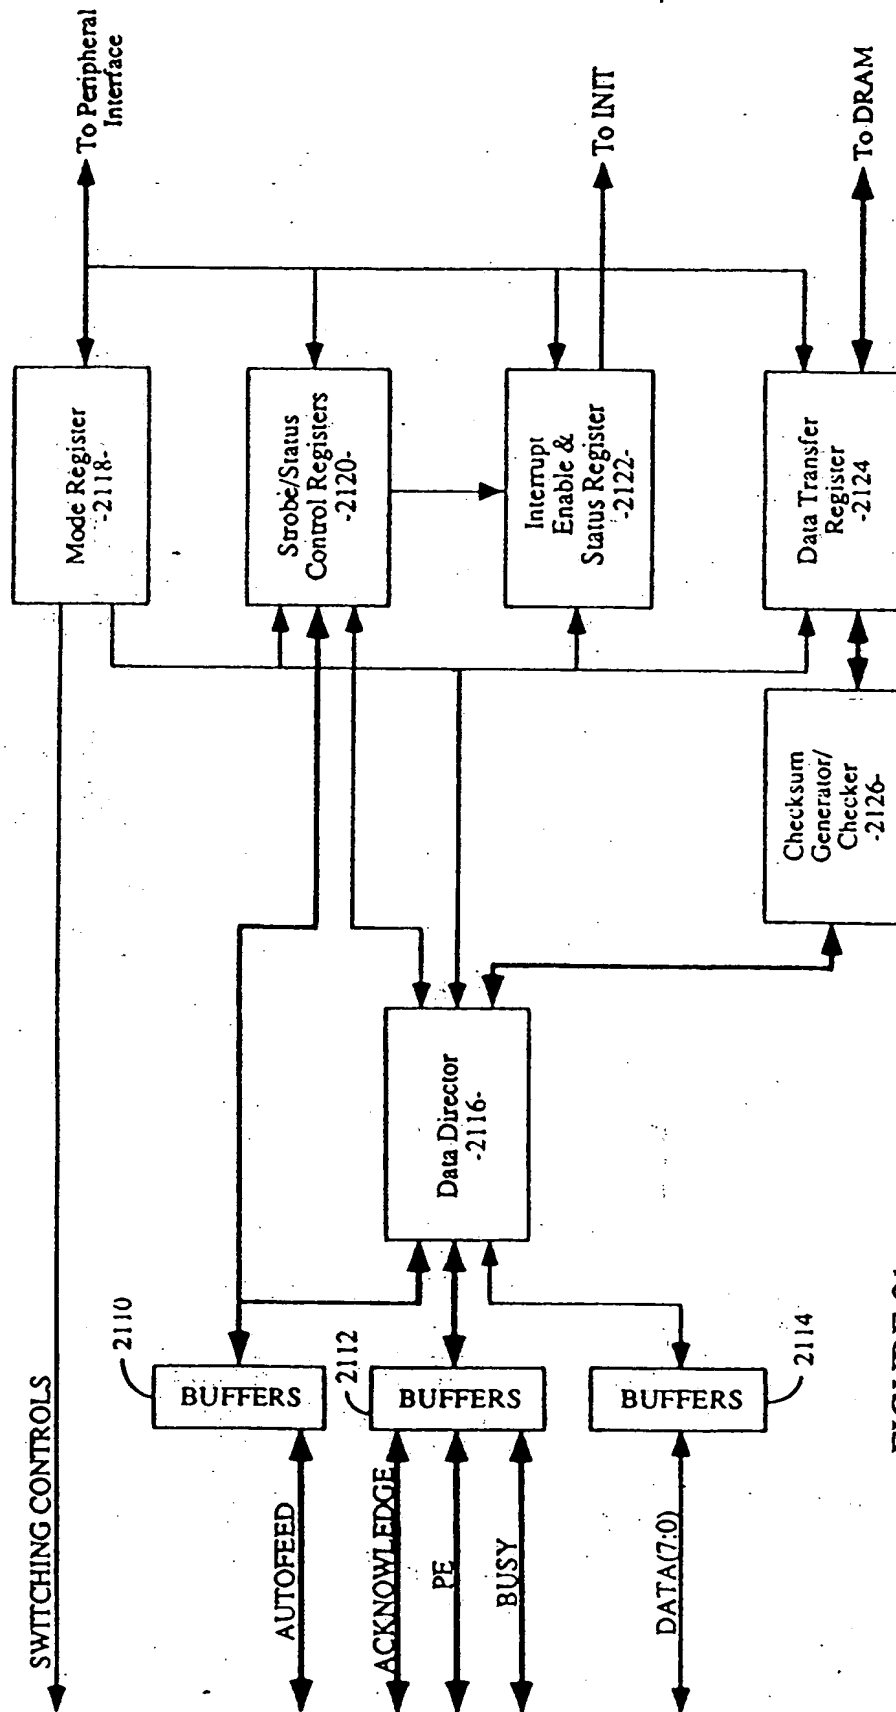 SWITCHING CONTROLS
AUTOFEED
ACKNOWLEDGE
PE
BUSY
DATA(7:0)
2110
BUFFERS
2112
BUFFERS
BUFFERS
2114
Data Director
-2116-
Mode Register
-2118-
Strobe/Status
Control Registers
-2120-
Interrupt
Enable &
Status Register
-2122-
Data Transfer
Register
-2124
Checksum
Generator/
Checker
-2126-
To Peripheral
Interface
To INIT
To DRAM